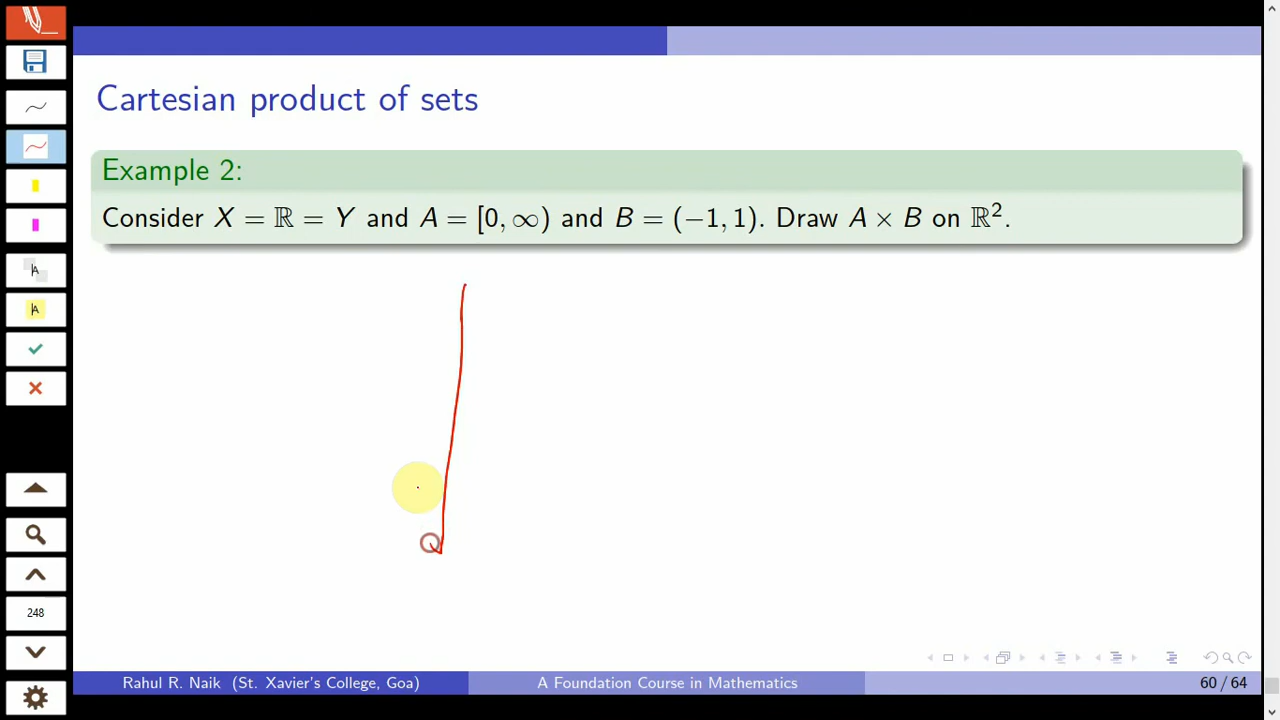 Cartesian product of sets
Example 2:
Consider X = ℝ = Y and A = [0, ∞) and B = (−1, 1). Draw A × B on ℝ².
A
A
248
Rahul R. Naik (St. Xavier's College, Goa)
A Foundation Course in Mathematics
60 / 64